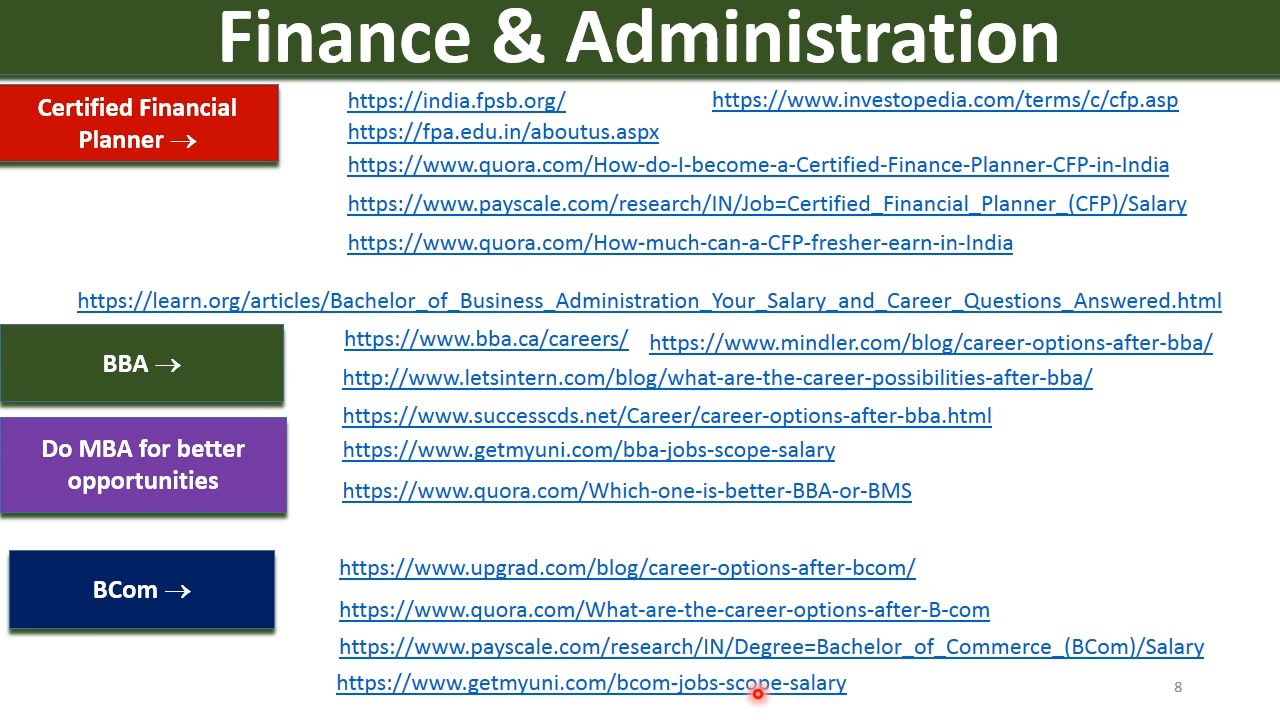 Finance & Administration
Certified Financial
Planner →
https://india.fpsb.org/
https://www.investopedia.com/terms/c/cfp.asp
https://fpa.edu.in/aboutus.aspx
https://www.quora.com/How-do-I-become-a-Certified-Finance-Planner-CFP-in-India
https://www.payscale.com/research/IN/Job=Certified_Financial_Planner_(CFP)/Salary
https://www.quora.com/How-much-can-a-CFP-fresher-earn-in-India
https://learn.org/articles/Bachelor_of_Business_Administration_Your_Salary_and_Career_Questions_Answered.html
BBA →
https://www.bba.ca/careers/
https://www.mindler.com/blog/career-options-after-bba/
http://www.letsintern.com/blog/what-are-the-career-possibilities-after-bba/
https://www.successcds.net/Career/career-options-after-bba.html
Do MBA for better
opportunities
https://www.getmyuni.com/bba-jobs-scope-salary
https://www.quora.com/Which-one-is-better-BBA-or-BMS
BCom →
https://www.upgrad.com/blog/career-options-after-bcom/
https://www.quora.com/What-are-the-career-options-after-B-com
https://www.payscale.com/research/IN/Degree=Bachelor_of_Commerce_(BCom)/Salary
https://www.getmyuni.com/bcom-jobs-scope-salary
8